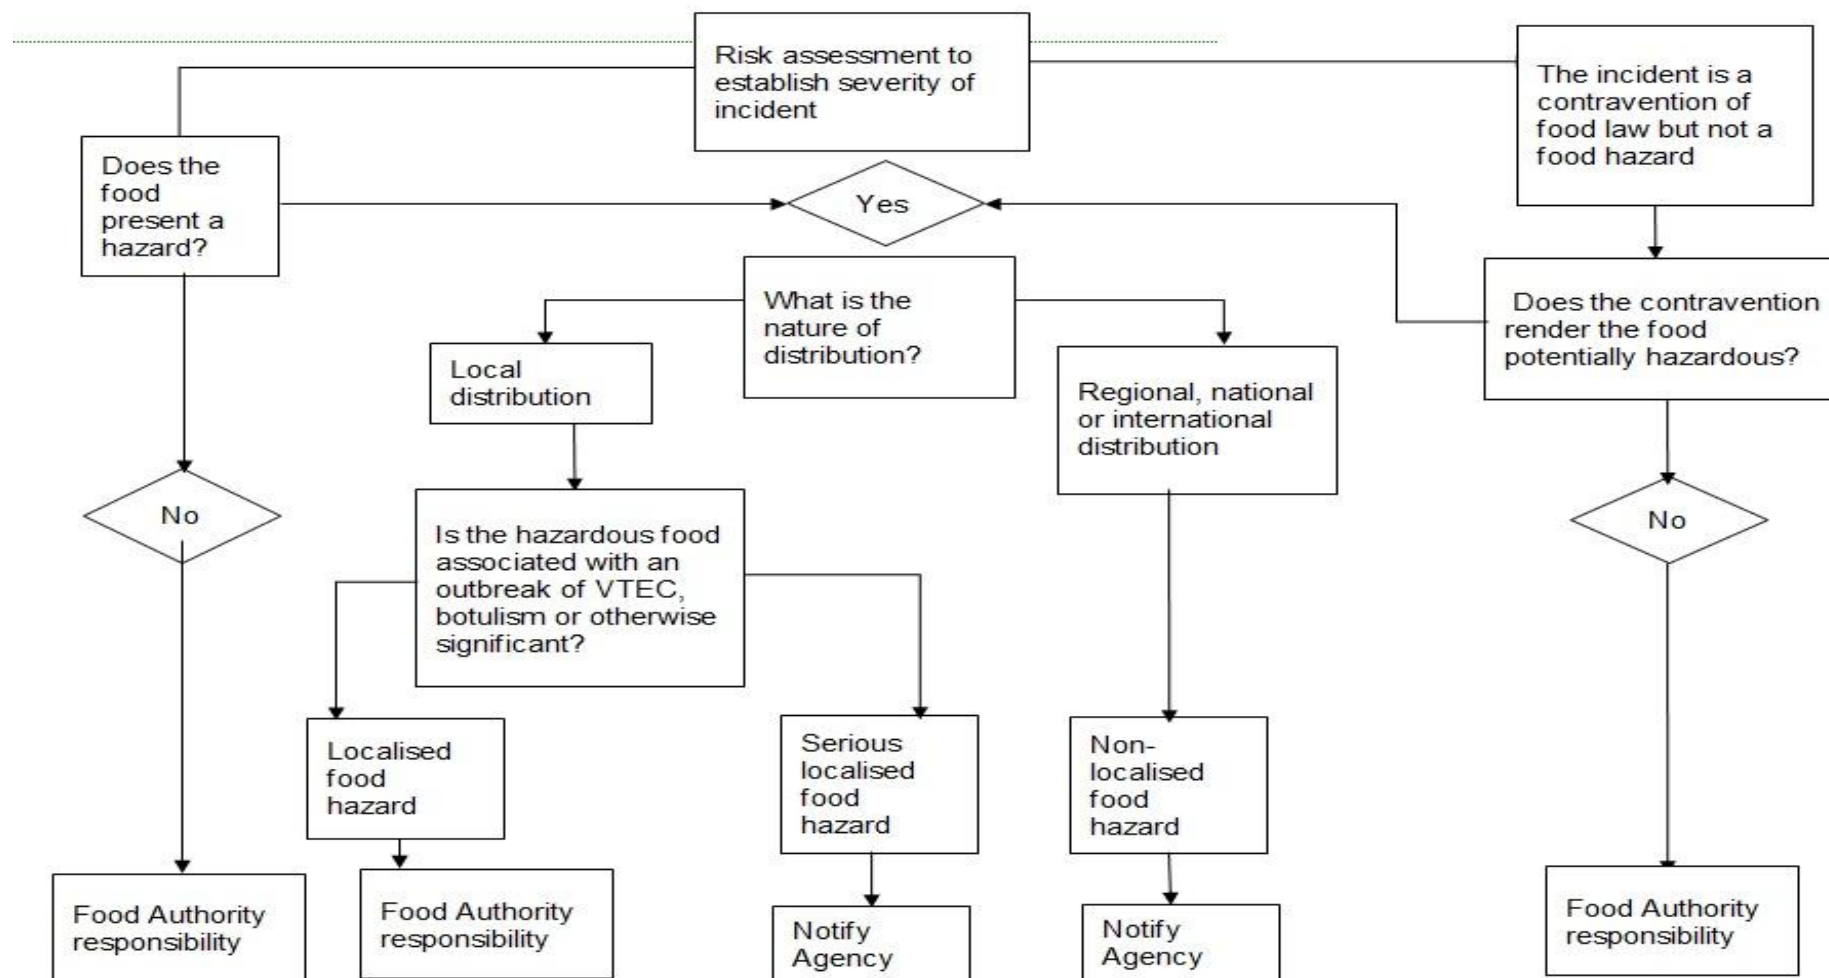 Risk assessment to
establish severity of
incident
The incident is a
contravention of
food law but not a
food hazard
Does the
food
present a
hazard?
Yes
What is the
nature of
distribution?
Does the contravention
render the food
potentially hazardous?
Local
distribution
Regional, national
or international
distribution
No
Is the hazardous food
associated with an
outbreak of VTEC,
botulism or otherwise
significant?
No
Localised
food
hazard
Serious
localised
food
hazard
Non-
localised
food
hazard
Food Authority
responsibility
Food Authority
responsibility
Notify
Agency
Notify
Agency
Food Authority
responsibility